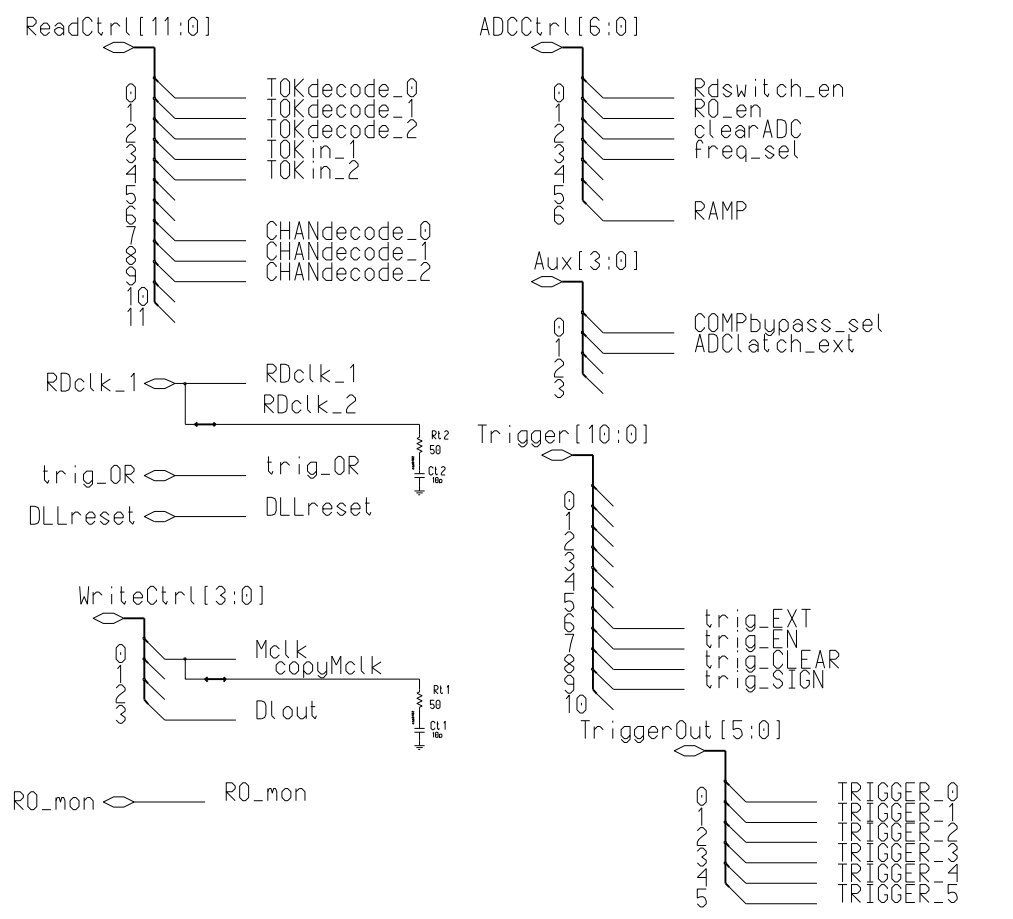 ReadCtrl[11:0]
0 TOKdecode_0
1 TOKdecode_1
2 TOKdecode_2
3 TOKin_1
4 TOKin_2
5
6
7 CHANdecode_0
8 CHANdecode_1
9 CHANdecode_2
10
11
RDclk_1 RDclk_1
RDclk_2
Rt2
50
Ct2
10p
trig_OR trig_OR
DLLreset DLLreset
WriteCtrl[3:0]
0 Mclk
1 copyMclk
2
3 Dlout
Rt1
50
Ct1
10p
RO_mon RO_mon
ADCCtrl[6:0]
0 Rdswitch_en
1 RO_en
2 clearADC
3 freq_sel
4
5
6 RAMP
Aux[3:0]
0 COMPbypass_sel
1 ADClatch_ext
2
3
Trigger[10:0]
0
1
2
3
4
5
6 trig_EXT
7 trig_EN
8 trig_CLEAR
9 trig_SIGN
10
TriggerOut[5:0]
0 TRIGGER_0
1 TRIGGER_1
2 TRIGGER_2
3 TRIGGER_3
4 TRIGGER_4
5 TRIGGER_5